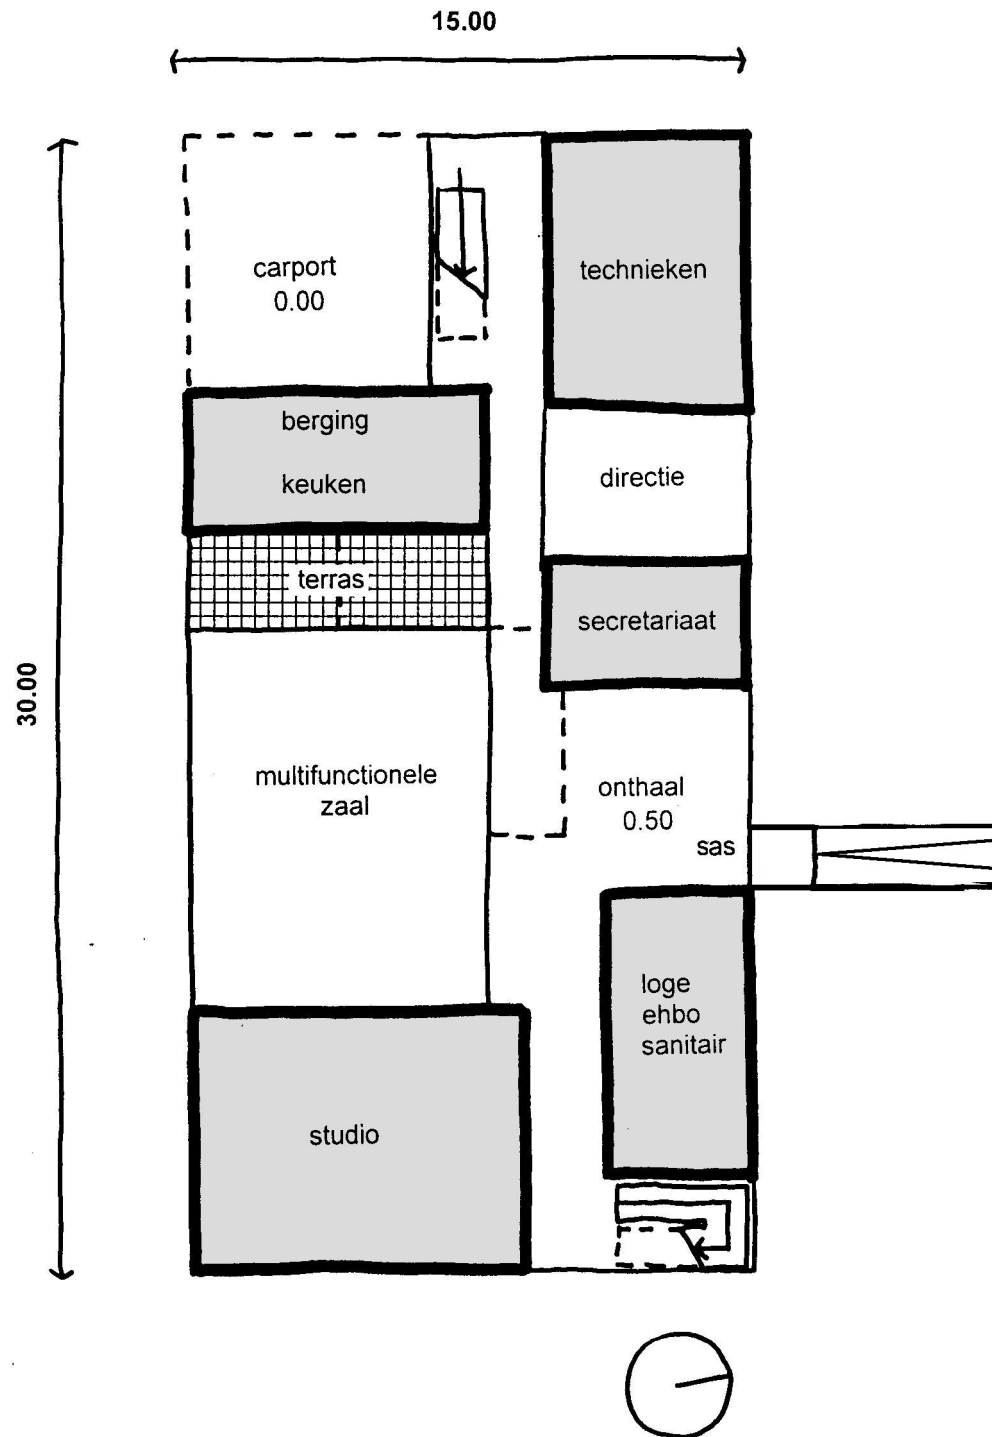 15.00
carport
0.00
technieken
berging
keuken
directie
terras
secretariaat
30.00
multifunctionele
zaal
onthaal
0.50
sas
loge
ehbo
sanitair
studio